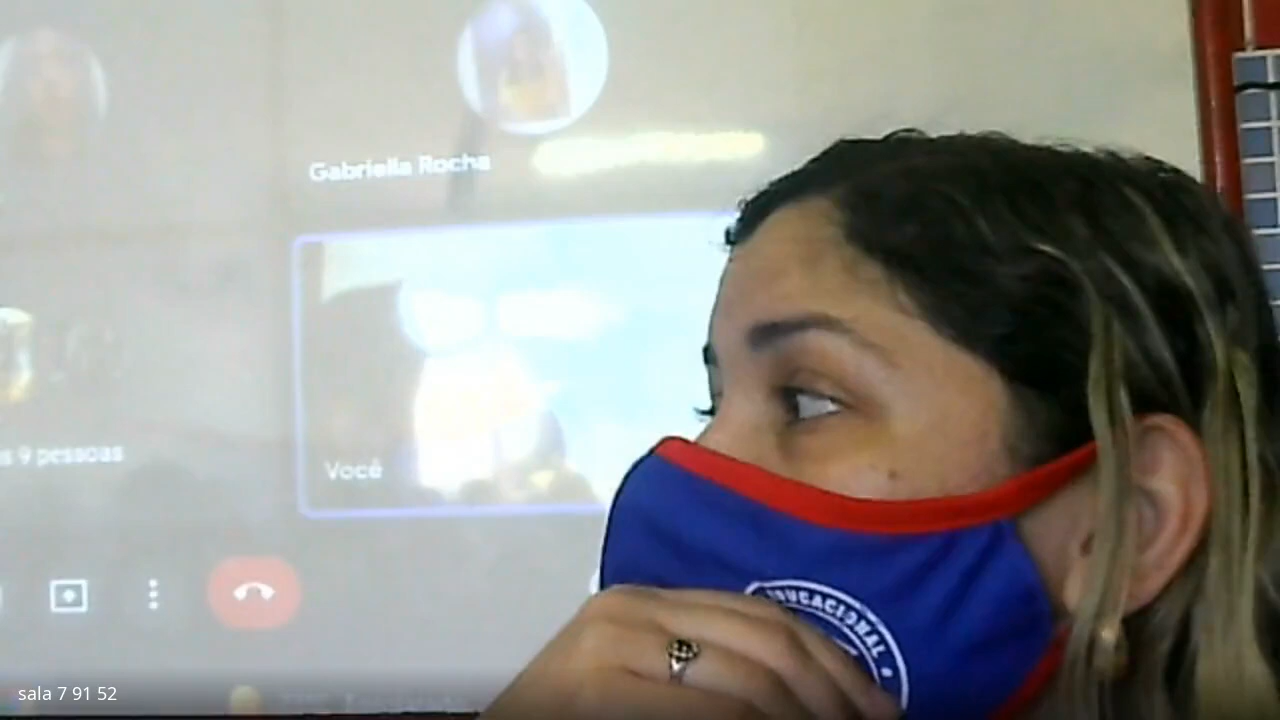 Gabriella Rocha
s 9 pessoas
Você
EDUCACIONAL
sala 7 91 52